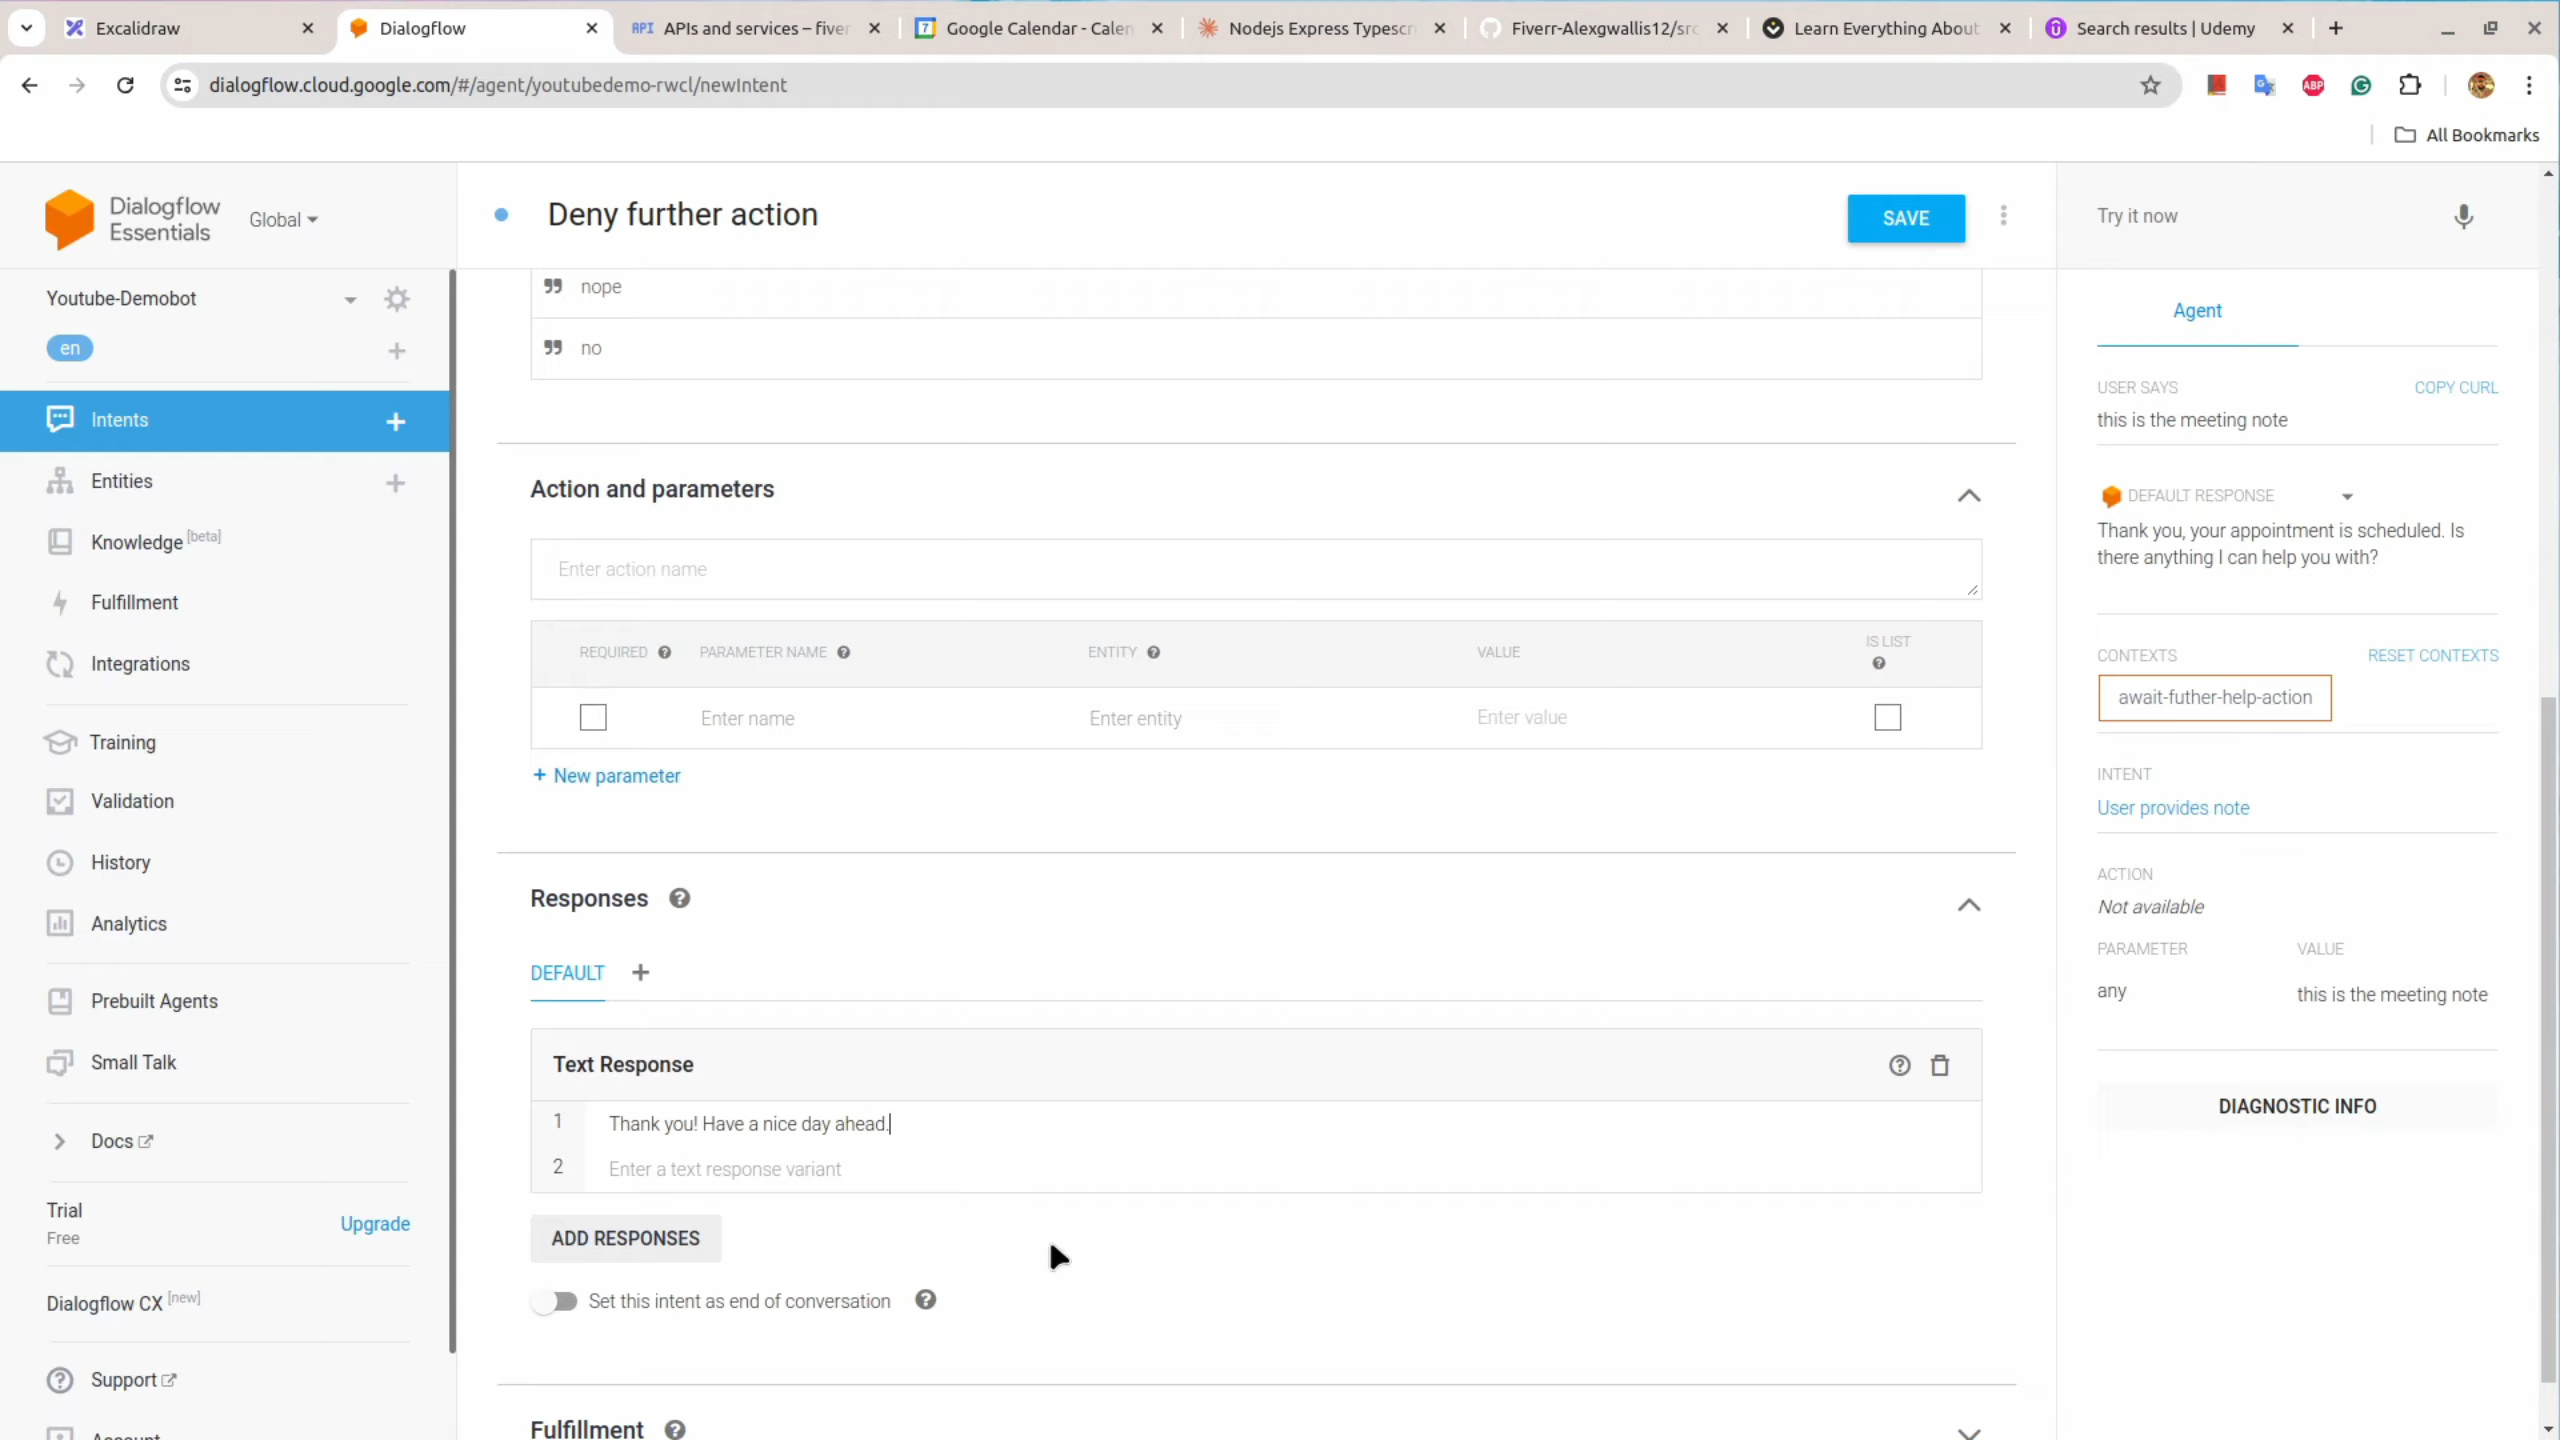 Excalidraw
Dialogflow
API APIs and services – fiver
7 Google Calendar - Calen
Nodejs Express Typescr
Fiverr-Alexgwallis12/src
Learn Everything About
Search results | Udemy
dialogflow.cloud.google.com/#/agent/youtubedemo-rwcl/newIntent
ABP
All Bookmarks
Dialogflow
Essentials
Global
Deny further action
SAVE
Try it now
Youtube-Demobot
en
Intents
Entities
Knowledge [beta]
Fulfillment
Integrations
Training
Validation
History
Analytics
Prebuilt Agents
Small Talk
Docs
Trial
Free
Upgrade
Dialogflow CX [new]
Support
Account
nope
no
Action and parameters
Enter action name
REQUIRED
PARAMETER NAME
ENTITY
VALUE
IS LIST
Enter name
Enter entity
Enter value
+ New parameter
Responses
DEFAULT
Text Response
1 Thank you! Have a nice day ahead.
2 Enter a text response variant
ADD RESPONSES
Set this intent as end of conversation
Fulfillment
Agent
USER SAYS
COPY CURL
this is the meeting note
DEFAULT RESPONSE
Thank you, your appointment is scheduled. Is
there anything I can help you with?
CONTEXTS
RESET CONTEXTS
await-futher-help-action
INTENT
User provides note
ACTION
Not available
PARAMETER
VALUE
any
this is the meeting note
DIAGNOSTIC INFO